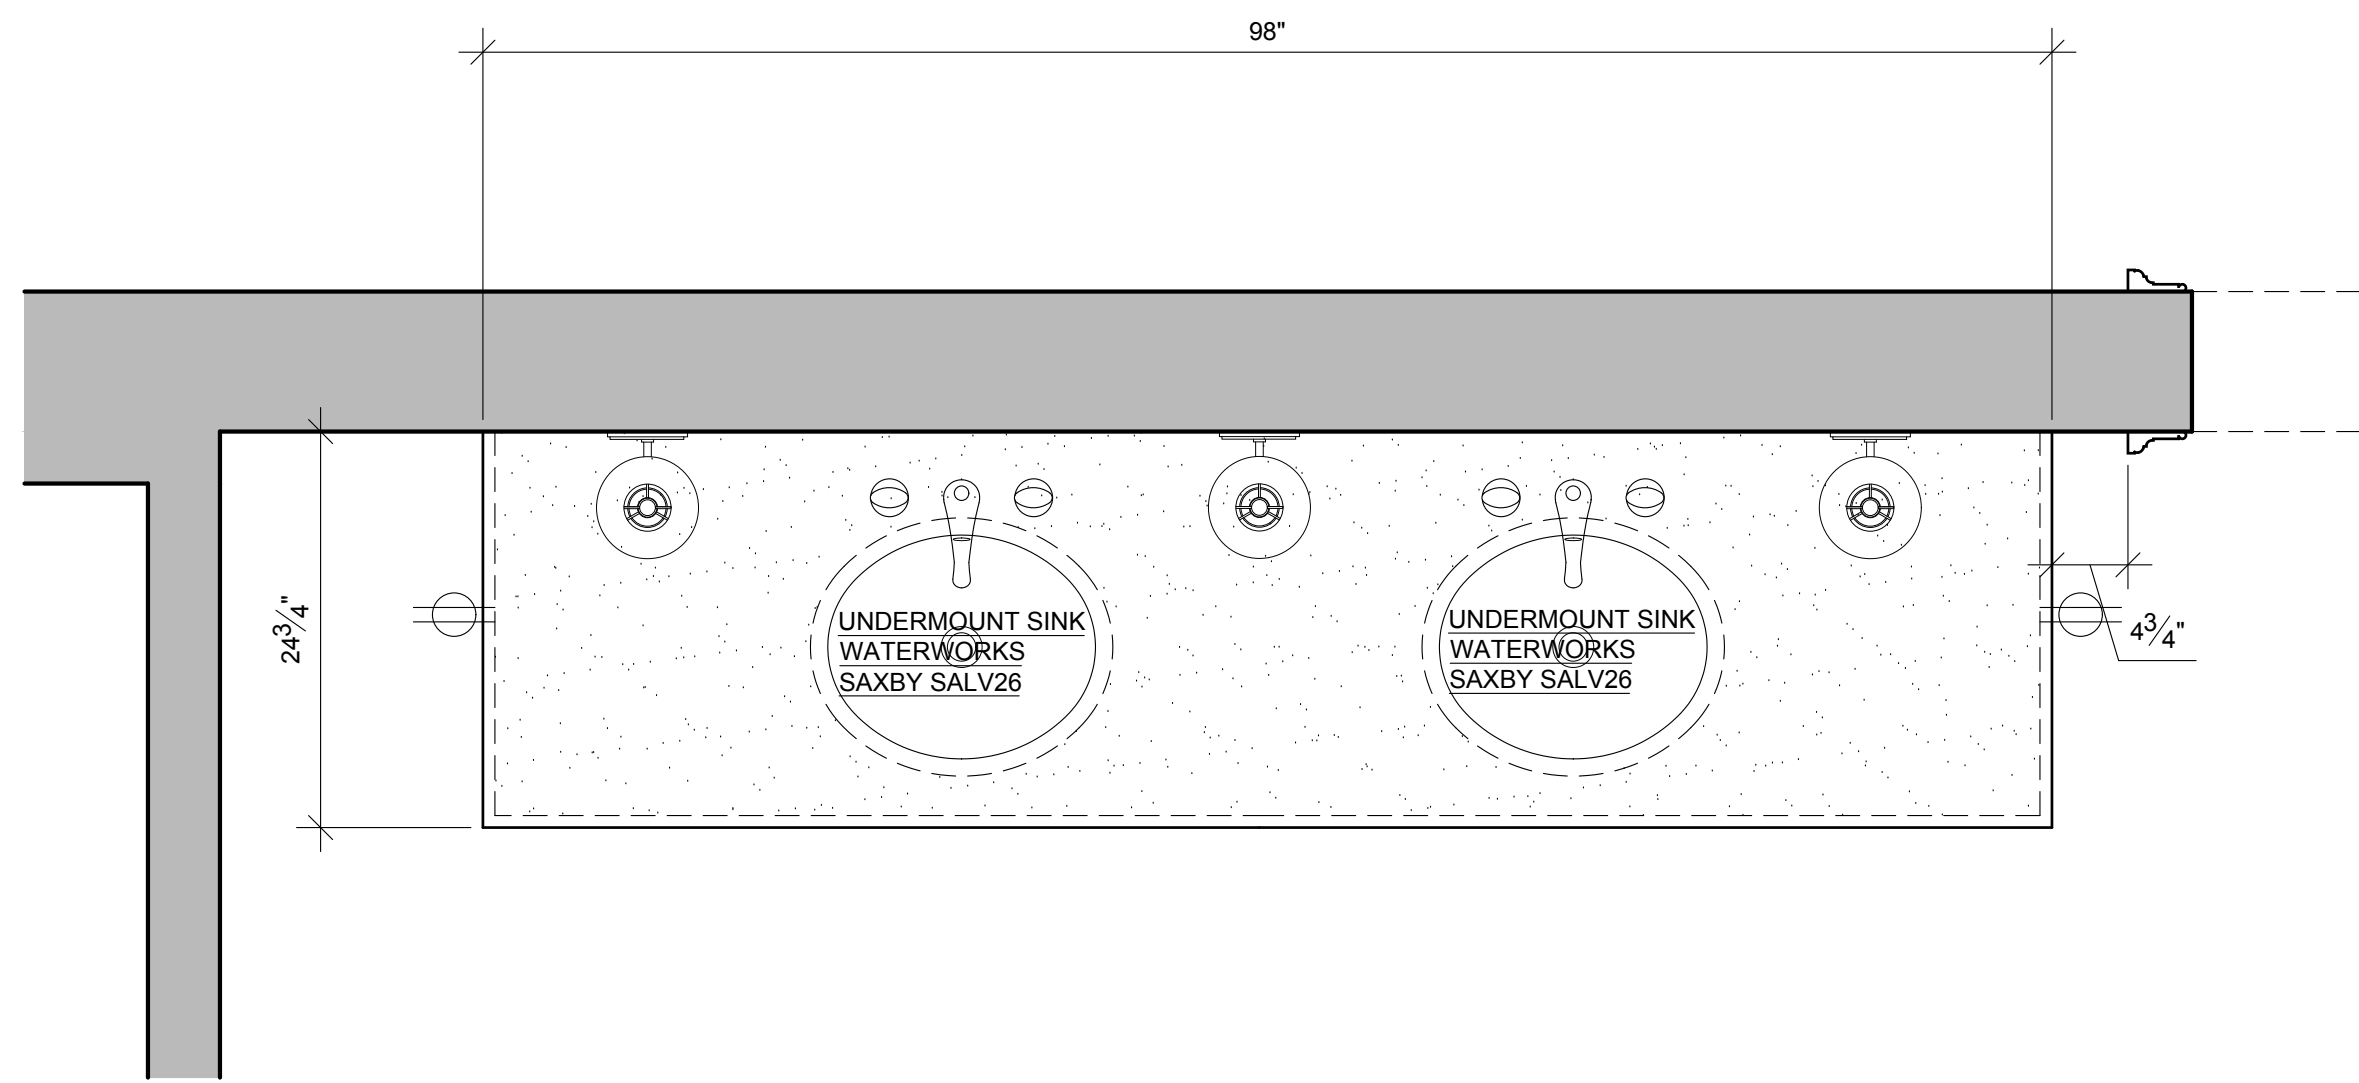 98"
24 3/4"
UNDERMOUNT SINK
WATERWORKS
SAXBY SALV26
UNDERMOUNT SINK
WATERWORKS
SAXBY SALV26
4 3/4"